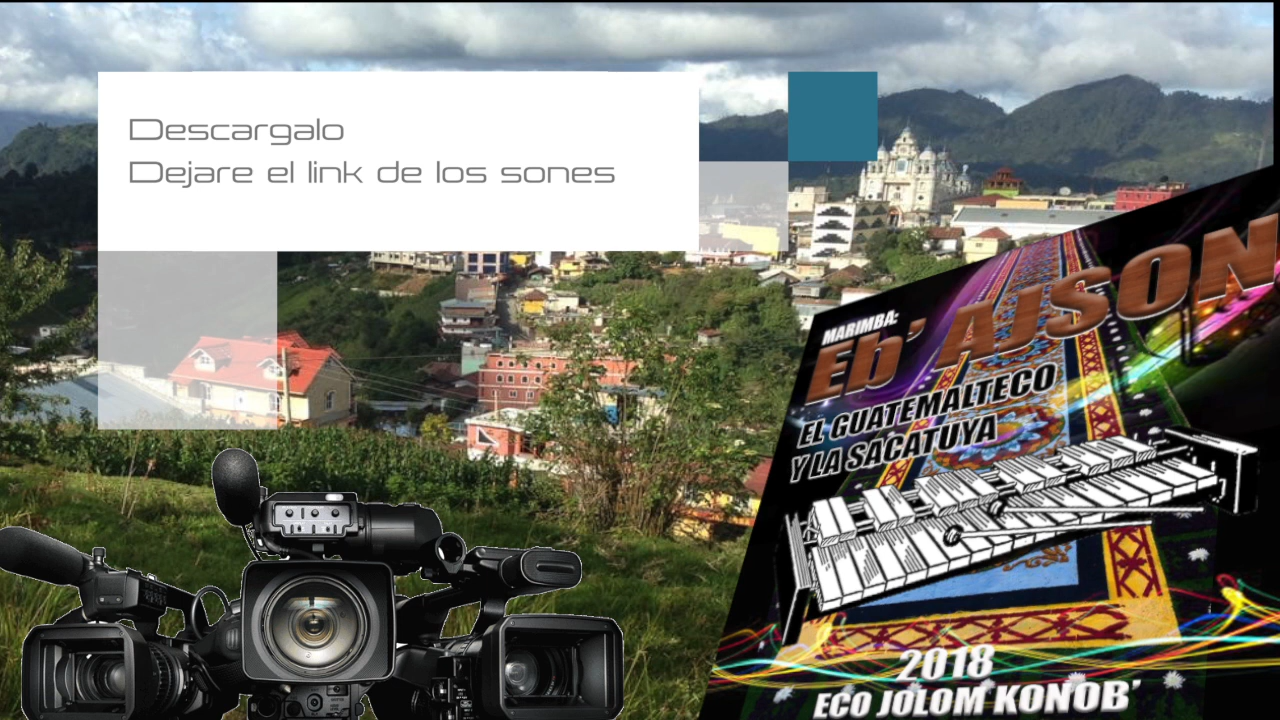 Descargalo
Dejare el link de los sones
MARIMBA:
Eb' AJSON
EL GUATEMALTECO
Y LA SACATUYA
2018
ECO JOLOM KONOB'